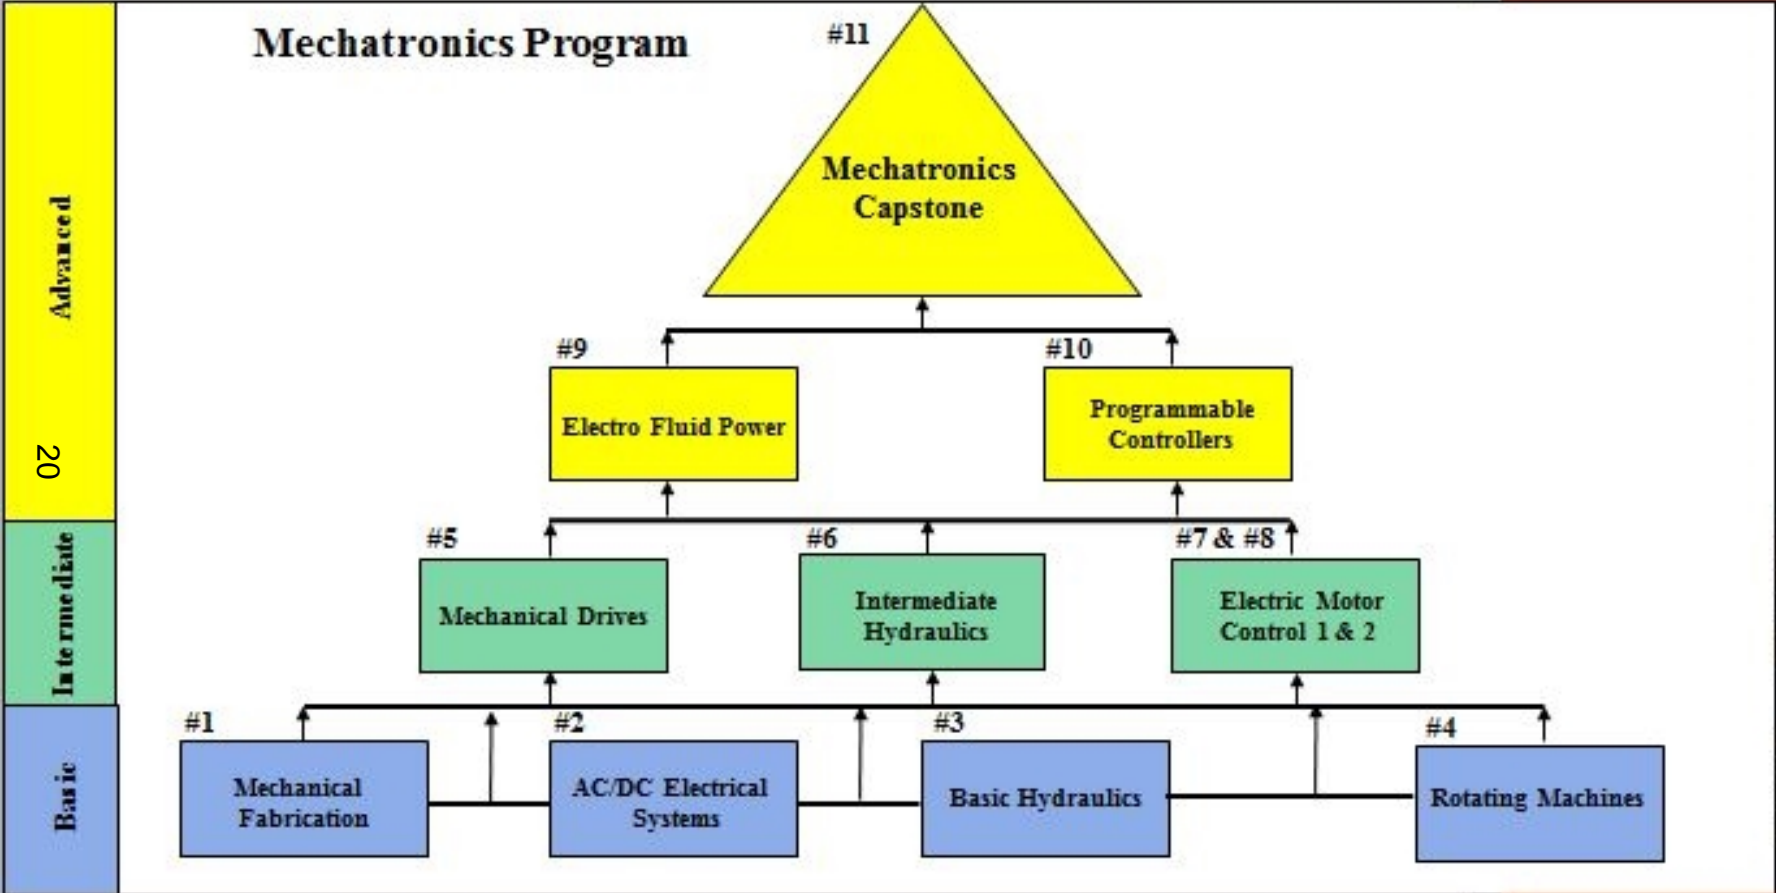 Mechatronics Program
#11
Mechatronics
Capstone
Advanced
20
#9
#10
Electro Fluid Power
Programmable
Controllers
Intermediate
#5
#6
#7 & #8
Mechanical Drives
Intermediate
Hydraulics
Electric Motor
Control 1 & 2
Basic
#1
#2
#3
#4
Mechanical
Fabrication
AC/DC Electrical
Systems
Basic Hydraulics
Rotating Machines